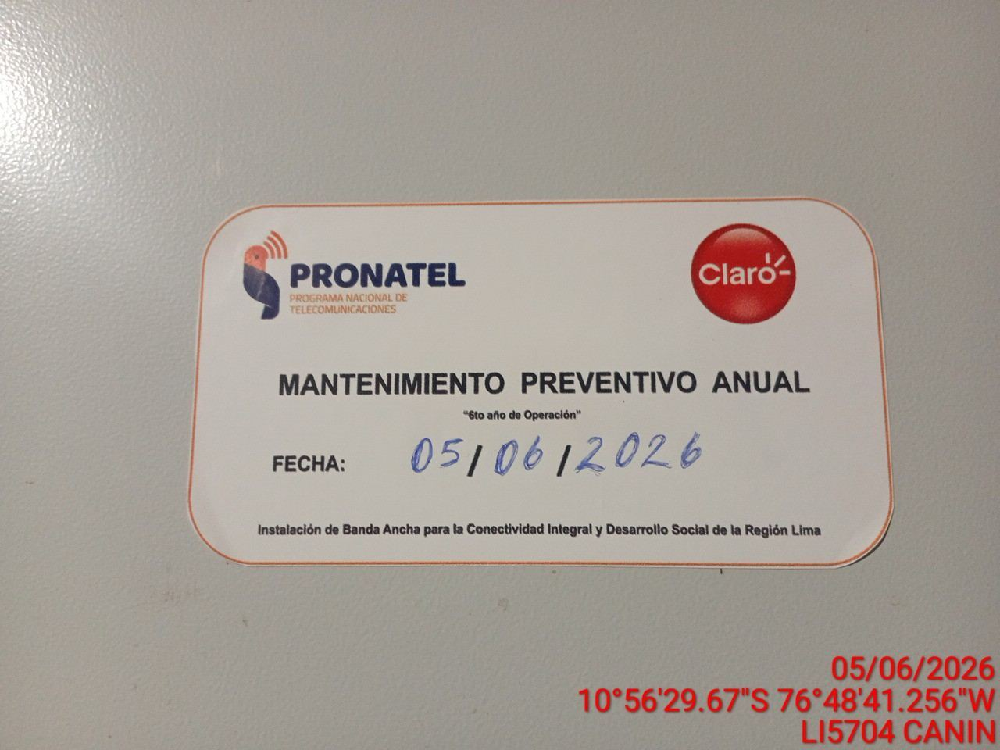 PRONATEL
PROGRAMA NACIONAL DE
TELECOMUNICACIONES
Claro
MANTENIMIENTO PREVENTIVO ANUAL
“6to año de Operación”
FECHA: 05/06/2026
Instalación de Banda Ancha para la Conectividad Integral y Desarrollo Social de la Región Lima
05/06/2026
10°56'29.67"S 76°48'41.256"W
LI5704 CANIN